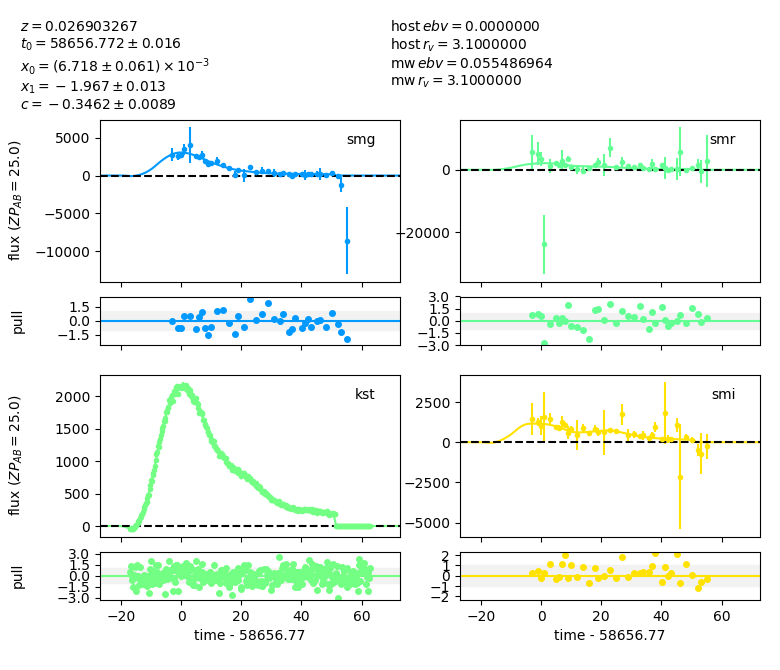 z = 0.026903267
t₀ = 58656.772 ± 0.016
x₀ = (6.718 ± 0.061) × 10⁻³
x₁ = −1.967 ± 0.013
c = −0.3462 ± 0.0089
host ebv = 0.0000000
host r_v = 3.1000000
mw ebv = 0.055486964
mw r_v = 3.1000000
smg
5000
0
−5000
−10000
flux (ZP_AB = 25.0)
smr
0
−20000
1.5
0.0
−1.5
pull
3.0
1.5
0.0
−1.5
−3.0
kst
2000
1500
1000
500
0
flux (ZP_AB = 25.0)
smi
2500
0
−2500
−5000
3.0
1.5
0.0
−1.5
−3.0
pull
2
1
0
−1
−2
−20 0 20 40 60
time - 58656.77
−20 0 20 40 60
time - 58656.77